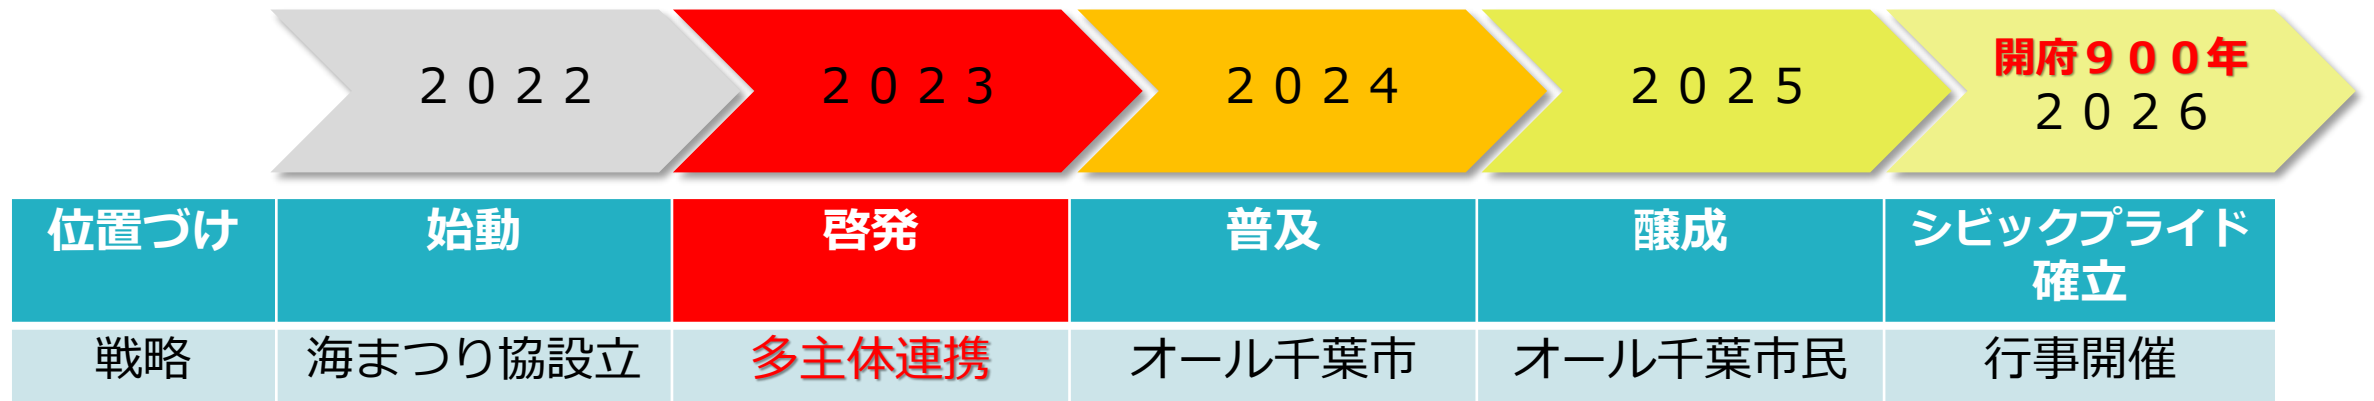 ２０２２
２０２３
２０２４
２０２５
開府９００年
２０２６
位置づけ
始動
啓発
普及
醸成
シビックプライド
確立
戦略
海まつり協設立
多主体連携
オール千葉市
オール千葉市民
行事開催